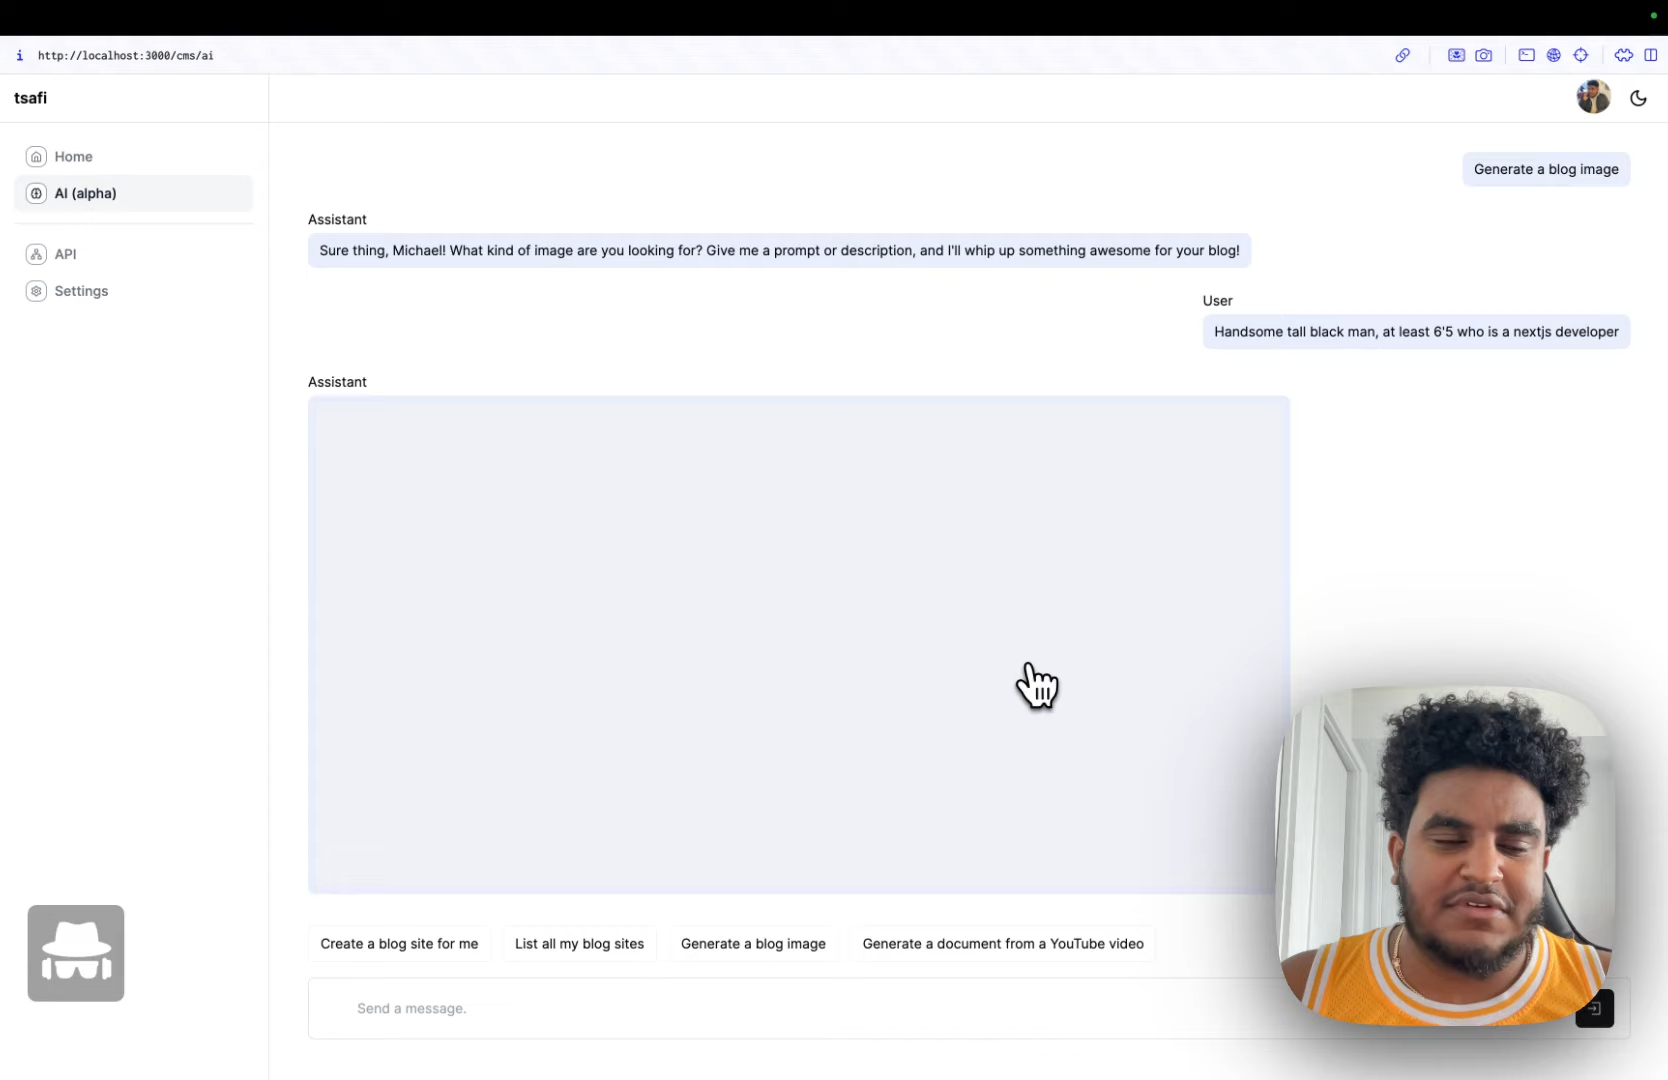 http://localhost:3000/cms/ai
tsafi
Home
AI (alpha)
API
Settings
Generate a blog image
Assistant
Sure thing, Michael! What kind of image are you looking for? Give me a prompt or description, and I'll whip up something awesome for your blog!
User
Handsome tall black man, at least 6'5 who is a nextjs developer
Assistant
Create a blog site for me
List all my blog sites
Generate a blog image
Generate a document from a YouTube video
Send a message.